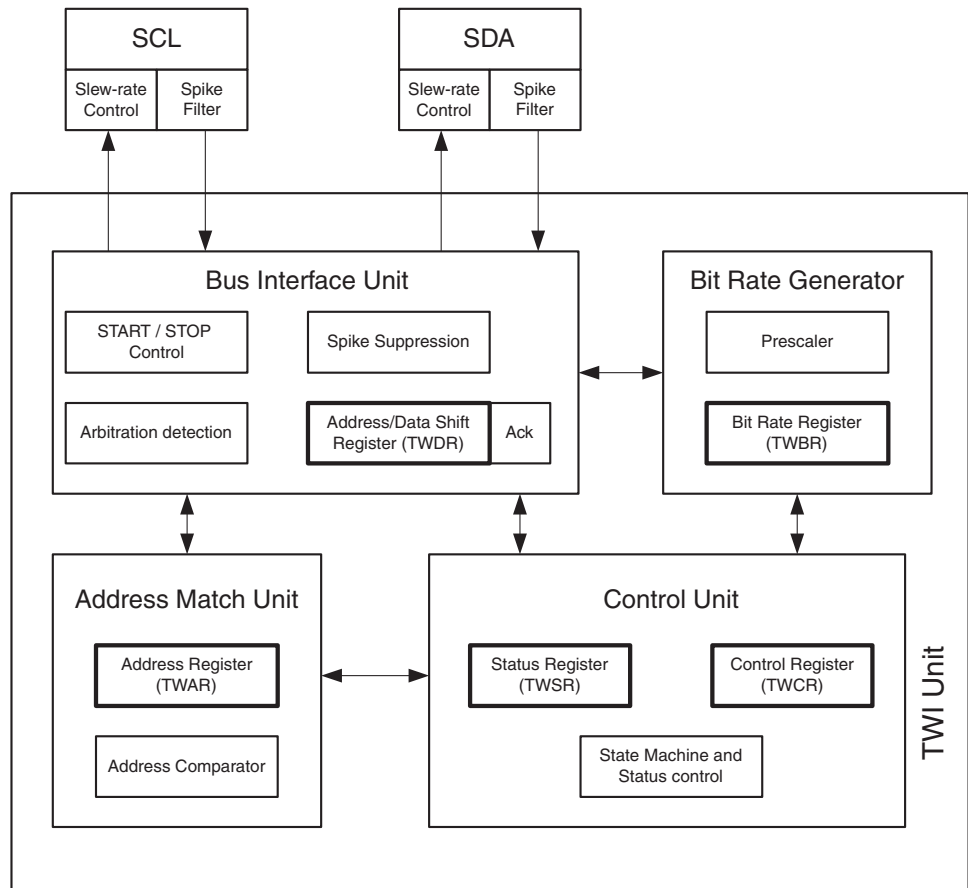 SCL
SDA
Slew-rate
Control
Spike
Filter
Slew-rate
Control
Spike
Filter
Bus Interface Unit
START / STOP
Control
Spike Suppression
Arbitration detection
Address/Data Shift
Register (TWDR)
Ack
Bit Rate Generator
Prescaler
Bit Rate Register
(TWBR)
Address Match Unit
Address Register
(TWAR)
Address Comparator
Control Unit
Status Register
(TWSR)
Control Register
(TWCR)
State Machine and
Status control
TWI Unit